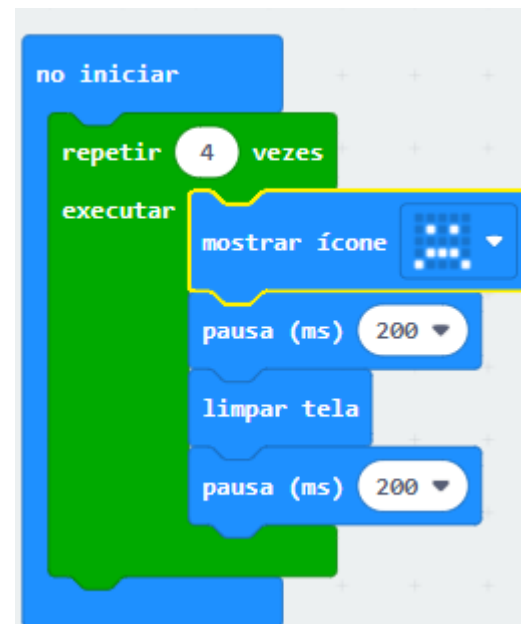 no iniciar
repetir 4 vezes
executar
mostrar ícone
pausa (ms) 200
limpar tela
pausa (ms) 200